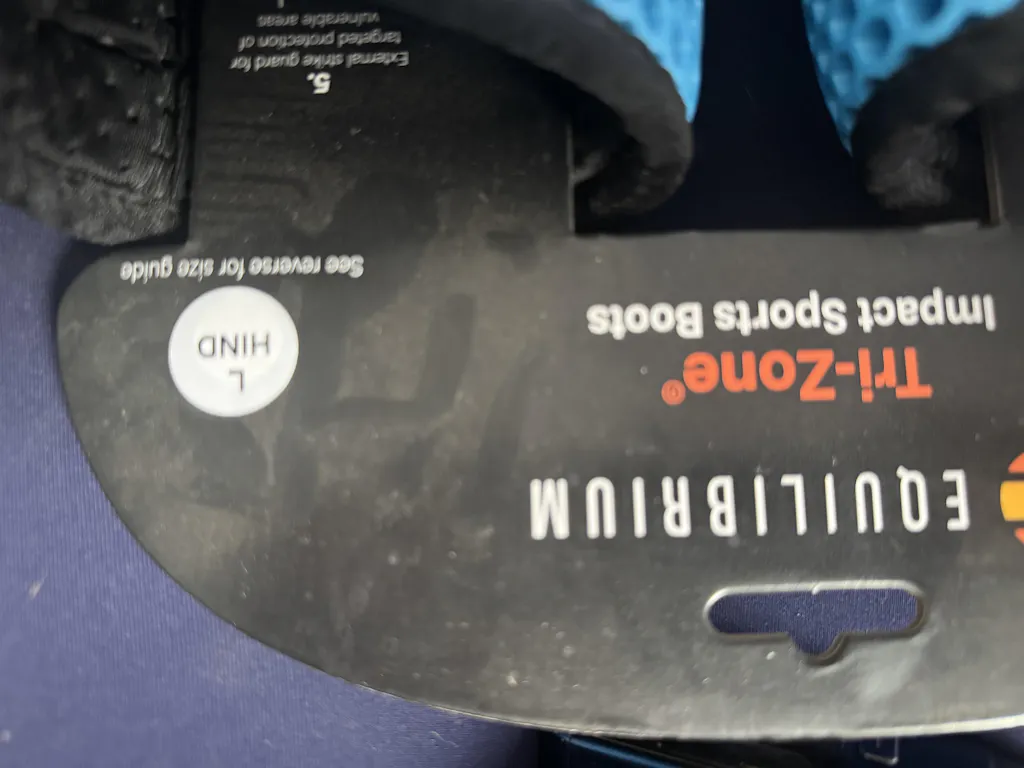 EQUILIBRIUM
Tri-Zone®
Impact Sports Boots
L
HIND
See reverse for size guide
5.
External strike guard for
targeted protection of
vulnerable areas